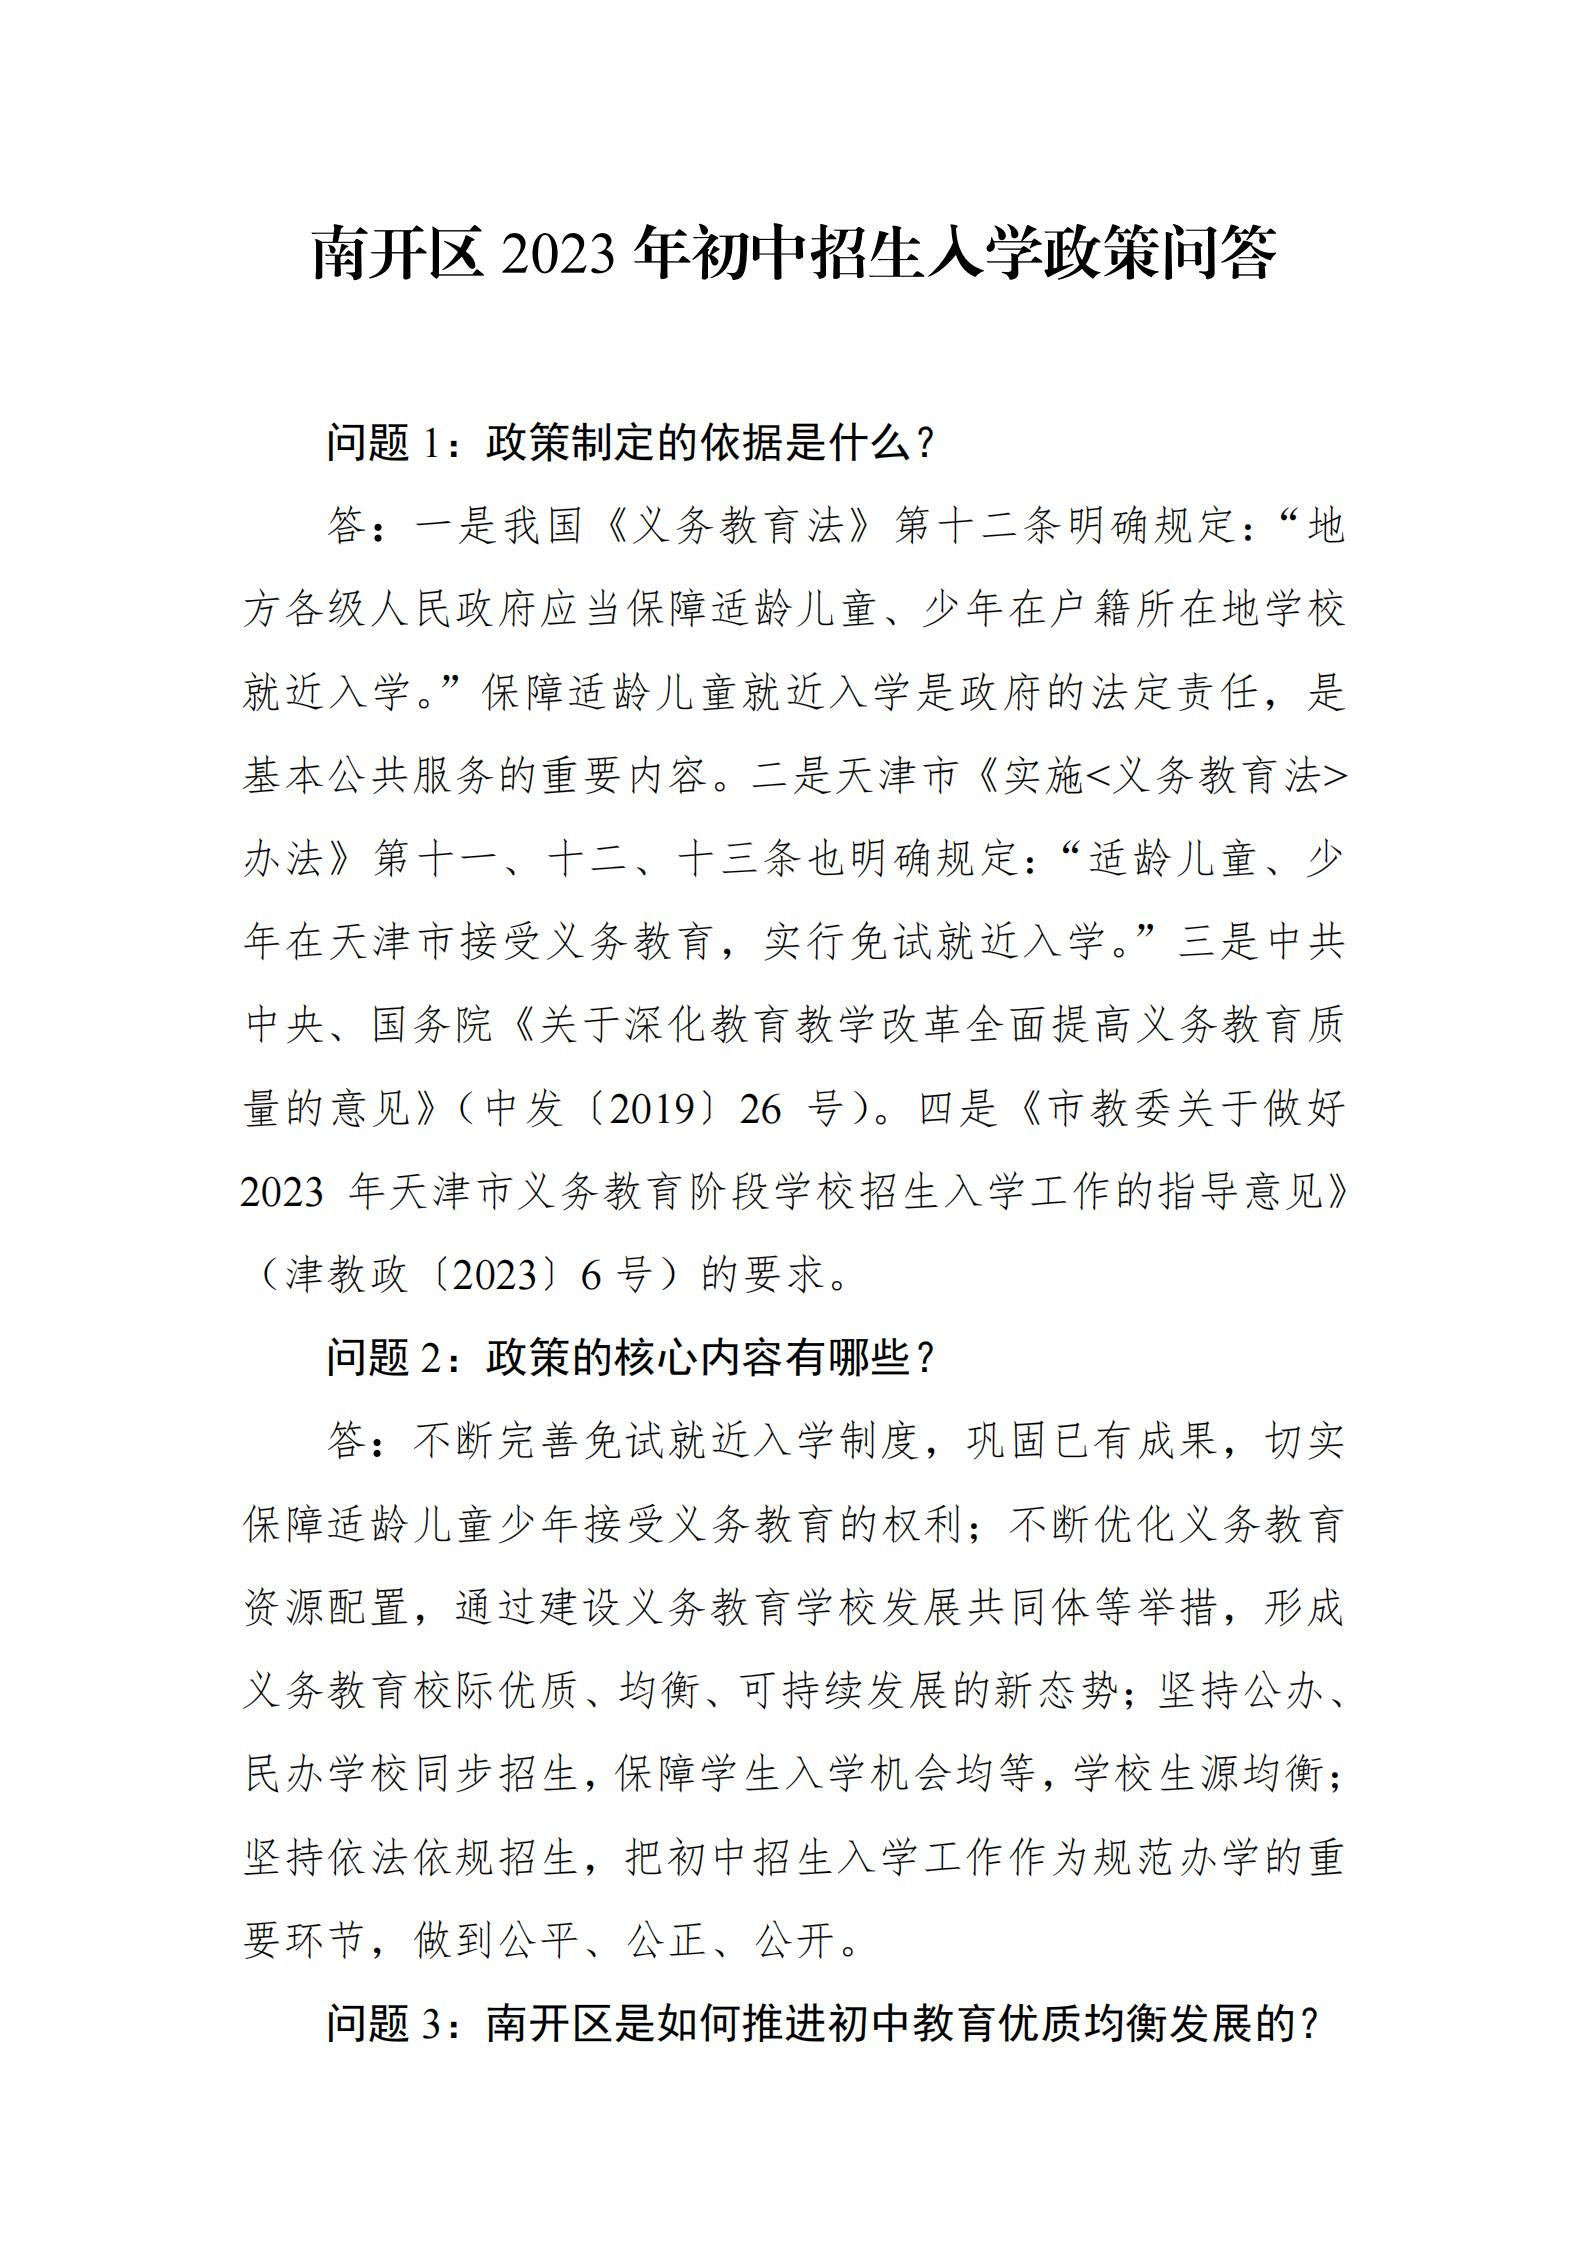 南开区 2023 年初中招生入学政策问答
问题 1：政策制定的依据是什么？
答：一是我国《义务教育法》第十二条明确规定：“地
方各级人民政府应当保障适龄儿童、少年在户籍所在地学校
就近入学。”保障适龄儿童就近入学是政府的法定责任，是
基本公共服务的重要内容。二是天津市《实施<义务教育法>
办法》第十一、十二、十三条也明确规定：“适龄儿童、少
年在天津市接受义务教育，实行免试就近入学。”三是中共
中央、国务院《关于深化教育教学改革全面提高义务教育质
量的意见》（中发〔2019〕26 号）。四是《市教委关于做好
2023 年天津市义务教育阶段学校招生入学工作的指导意见》
（津教政〔2023〕6 号）的要求。
问题 2：政策的核心内容有哪些？
答：不断完善免试就近入学制度，巩固已有成果，切实
保障适龄儿童少年接受义务教育的权利；不断优化义务教育
资源配置，通过建设义务教育学校发展共同体等举措，形成
义务教育校际优质、均衡、可持续发展的新态势；坚持公办、
民办学校同步招生，保障学生入学机会均等，学校生源均衡；
坚持依法依规招生，把初中招生入学工作作为规范办学的重
要环节，做到公平、公正、公开。
问题 3：南开区是如何推进初中教育优质均衡发展的？